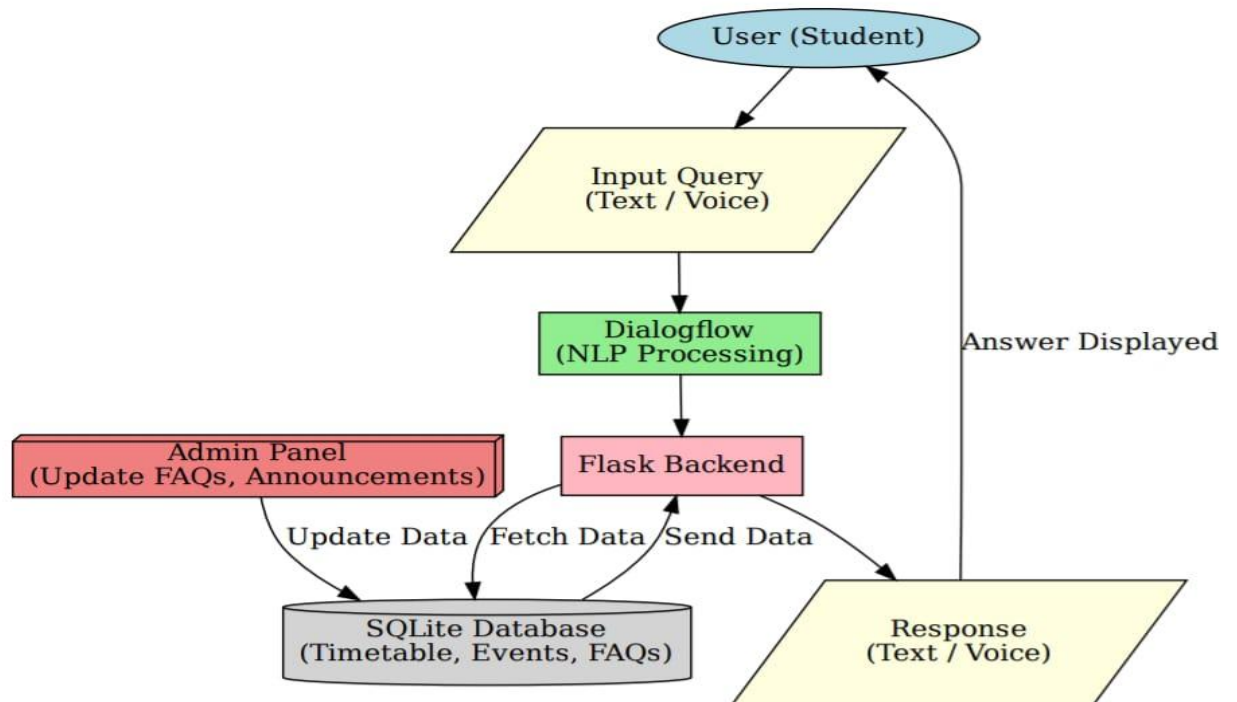 User (Student)
Input Query
(Text / Voice)
Dialogflow
(NLP Processing)
Answer Displayed
Admin Panel
(Update FAQs, Announcements)
Flask Backend
Update Data
Fetch Data
Send Data
SQLite Database
(Timetable, Events, FAQs)
Response
(Text / Voice)